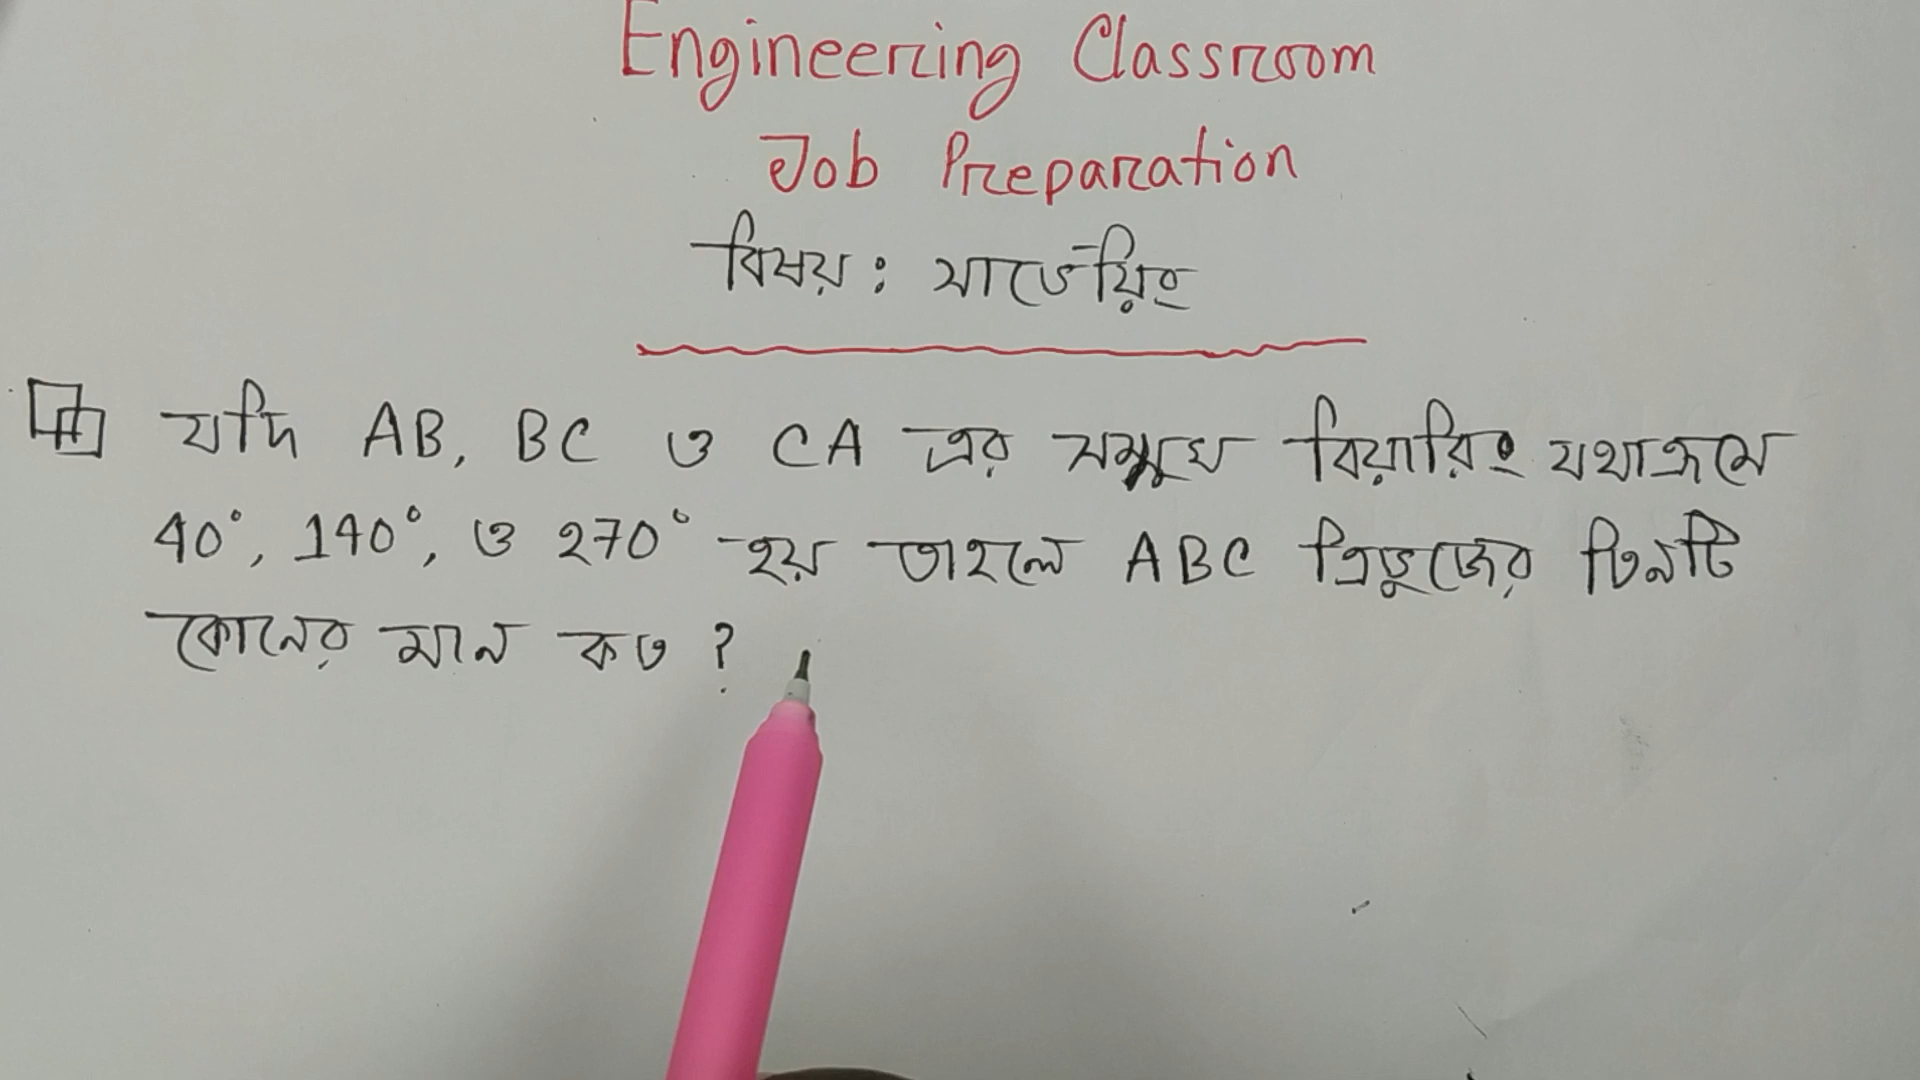 Engineering Classroom
Job Preparation
বিষয় : সার্ভেয়িং
যদি AB, BC ও CA এর সম্মুখ বিয়ারিং যথাক্রমে
40°, 140°, ও 270° হয় তাহলে ABC ত্রিভুজের তিনটি
কোনের মান কত ?